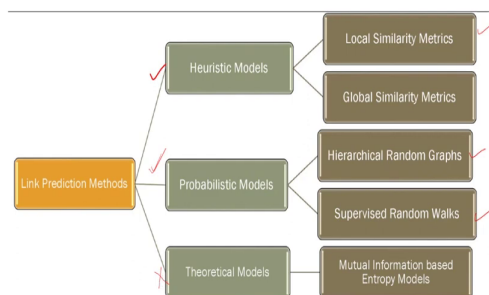 Local Similarity Metrics
Heuristic Models
Global Similarity Metrics
Hierarchical Random Graphs
Link Prediction Methods
Probabilistic Models
Supervised Random Walks
Theoretical Models
Mutual Information based
Entropy Models